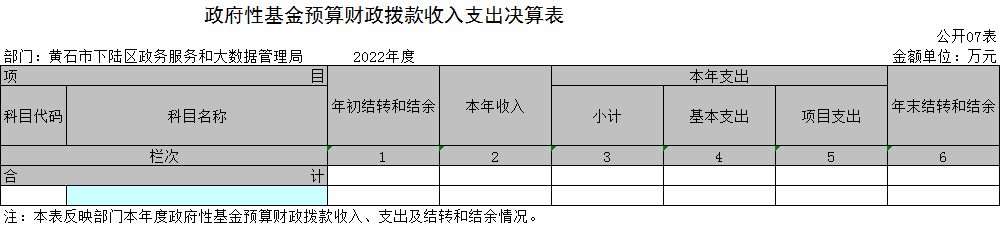 政府性基金预算财政拨款收入支出决算表
公开07表
部门：黄石市下陆区政务服务和大数据管理局 2022年度 金额单位：万元
项 目 年初结转和结余 本年收入 本年支出 年末结转和结余
科目代码 科目名称 小计 基本支出 项目支出
栏次 1 2 3 4 5 6
合 计
注：本表反映部门本年度政府性基金预算财政拨款收入、支出及结转和结余情况。